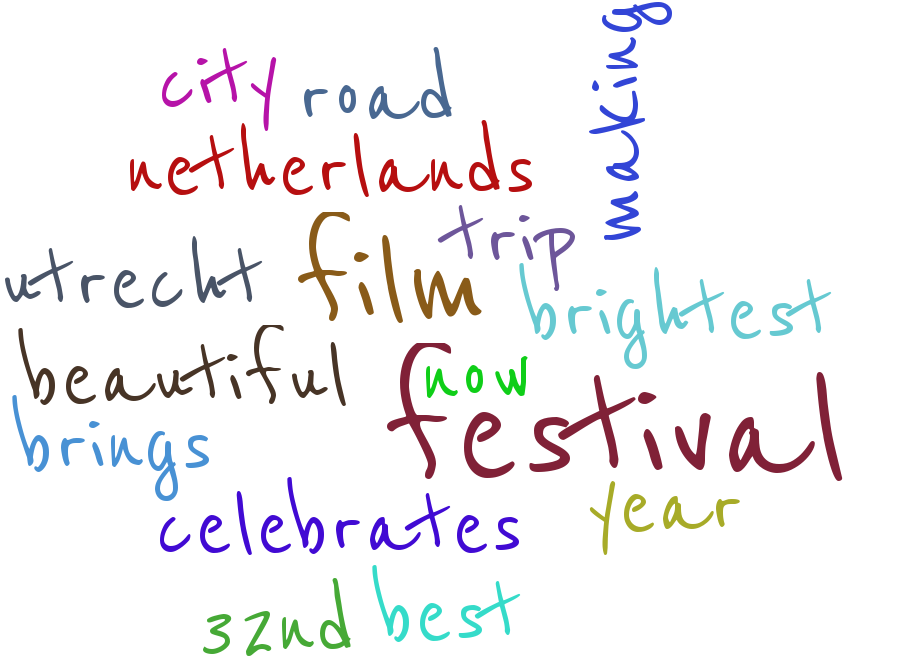 making
city road
netherlands
trip
utrecht film
brightest
beautiful now
brings festival
celebrates year
32nd best